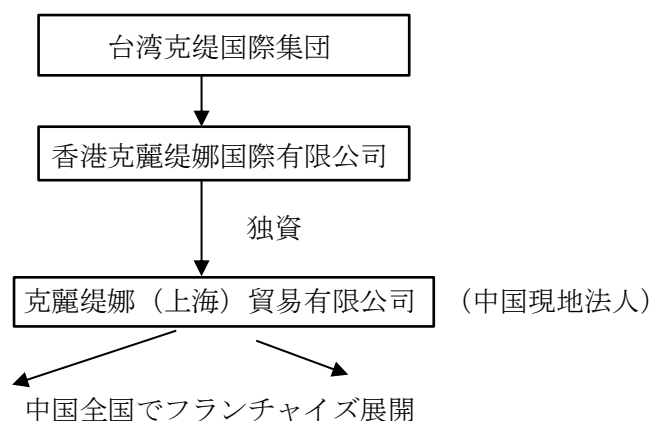 台湾克缇国際集団
香港克麗缇娜国際有限公司
独資
克麗缇娜（上海）貿易有限公司 （中国現地法人）
中国全国でフランチャイズ展開